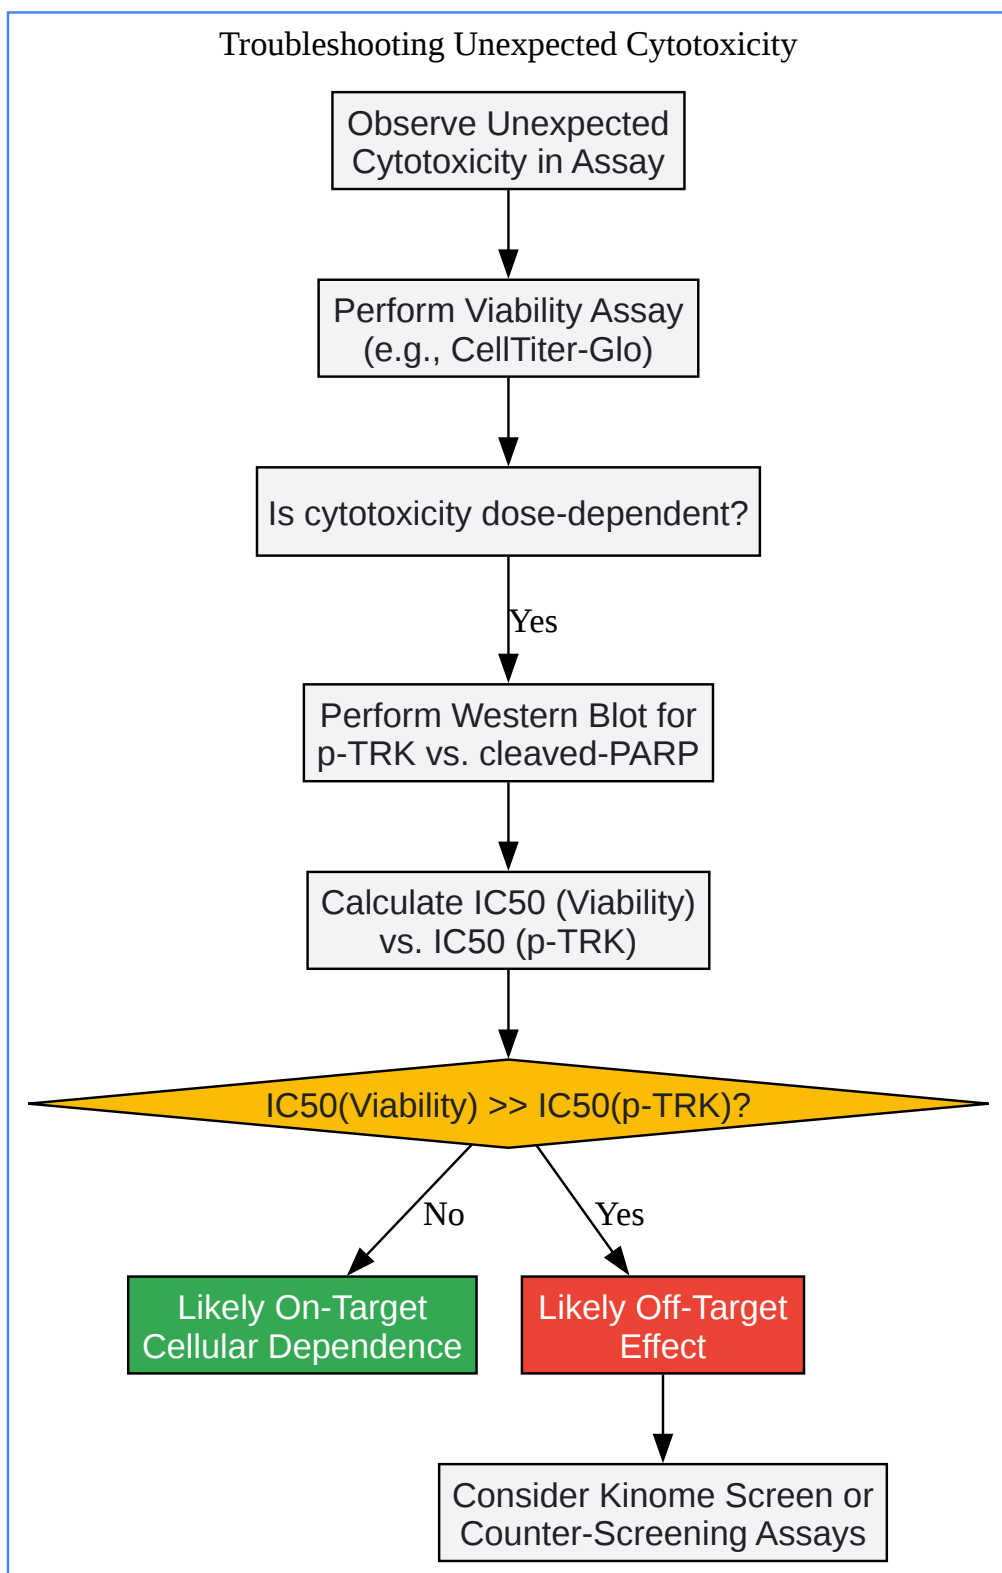 Troubleshooting Unexpected Cytotoxicity
Observe Unexpected
Cytotoxicity in Assay
Perform Viability Assay
(e.g., CellTiter-Glo)
Is cytotoxicity dose-dependent?
Yes
Perform Western Blot for
p-TRK vs. cleaved-PARP
Calculate IC50 (Viability)
vs. IC50 (p-TRK)
IC50(Viability) >> IC50(p-TRK)?
No
Yes
Likely On-Target
Cellular Dependence
Likely Off-Target
Effect
Consider Kinome Screen or
Counter-Screening Assays